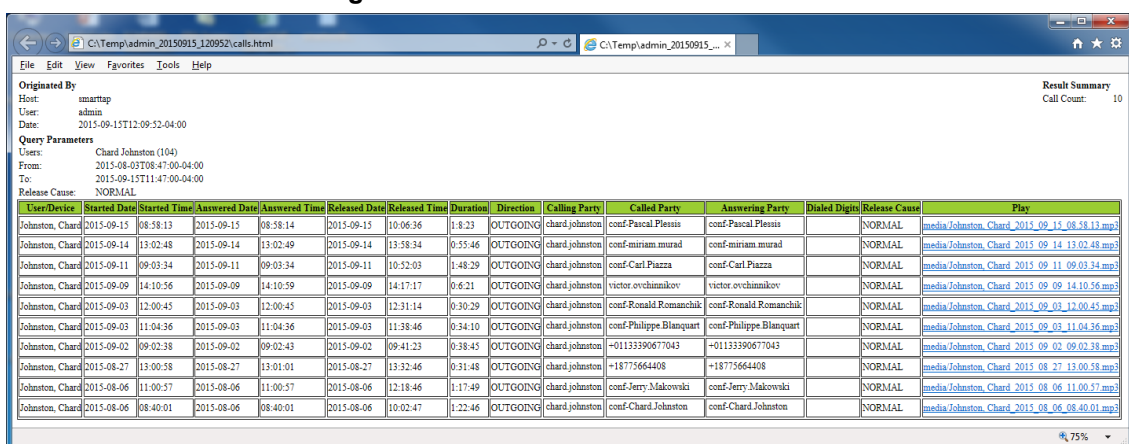 C:\Temp\admin_20150915_120952\calls.html
C:\Temp\admin_20150915_...
File Edit View Favorites Tools Help
Originated By
Result Summary
Host: smarttap
Call Count: 10
User: admin
Date: 2015-09-15T12:09:52-04:00
Query Parameters
Users: Chard Johnston (104)
From: 2015-08-03T08:47:00-04:00
To: 2015-09-15T11:47:00-04:00
Release Cause: NORMAL
User/Device Started Date Started Time Answered Date Answered Time Released Date Released Time Duration Direction Calling Party Called Party Answering Party Dialed Digits Release Cause Play
Johnston, Chard 2015-09-15 08:58:13 2015-09-15 08:58:14 2015-09-15 10:06:36 1:8:23 OUTGOING chard.johnston conf-Pascal.Plessis conf-Pascal.Plessis NORMAL media/Johnston, Chard_2015_09_15_08.58.13.mp3
Johnston, Chard 2015-09-14 13:02:48 2015-09-14 13:02:49 2015-09-14 13:58:34 0:55:46 OUTGOING chard.johnston conf-miriam.murad conf-miriam.murad NORMAL media/Johnston, Chard_2015_09_14_13.02.48.mp3
Johnston, Chard 2015-09-11 09:03:34 2015-09-11 09:03:34 2015-09-11 10:52:03 1:48:29 OUTGOING chard.johnston conf-Carl.Piazza conf-Carl.Piazza NORMAL media/Johnston, Chard_2015_09_11_09.03.34.mp3
Johnston, Chard 2015-09-09 14:10:56 2015-09-09 14:10:59 2015-09-09 14:17:17 0:6:21 OUTGOING chard.johnston victor.ovchinnikov victor.ovchinnikov NORMAL media/Johnston, Chard_2015_09_09_14.10.56.mp3
Johnston, Chard 2015-09-03 12:00:45 2015-09-03 12:00:45 2015-09-03 12:31:14 0:30:29 OUTGOING chard.johnston conf-Ronald.Romanchik conf-Ronald.Romanchik NORMAL media/Johnston, Chard_2015_09_03_12.00.45.mp3
Johnston, Chard 2015-09-03 11:04:36 2015-09-03 11:04:36 2015-09-03 11:38:46 0:34:10 OUTGOING chard.johnston conf-Philippe.Blanquart conf-Philippe.Blanquart NORMAL media/Johnston, Chard_2015_09_03_11.04.36.mp3
Johnston, Chard 2015-09-02 09:02:38 2015-09-02 09:02:43 2015-09-02 09:41:23 0:38:45 OUTGOING chard.johnston +01133390677043 +01133390677043 NORMAL media/Johnston, Chard_2015_09_02_09.02.38.mp3
Johnston, Chard 2015-08-27 13:00:58 2015-08-27 13:01:01 2015-08-27 13:32:46 0:31:48 OUTGOING chard.johnston +18775664408 +18775664408 NORMAL media/Johnston, Chard_2015_08_27_13.00.58.mp3
Johnston, Chard 2015-08-06 11:00:57 2015-08-06 11:00:57 2015-08-06 12:18:46 1:17:49 OUTGOING chard.johnston conf-Jerry.Makowski conf-Jerry.Makowski NORMAL media/Johnston, Chard_2015_08_06_11.00.57.mp3
Johnston, Chard 2015-08-06 08:40:01 2015-08-06 08:40:01 2015-08-06 10:02:47 1:22:46 OUTGOING chard.johnston conf-Chard.Johnston conf-Chard.Johnston NORMAL media/Johnston, Chard_2015_08_06_08.40.01.mp3
75%